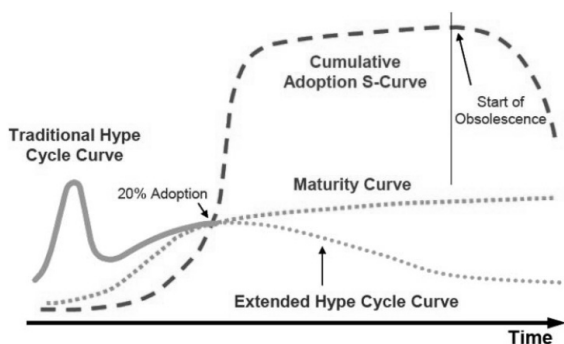 Cumulative
Adoption S-Curve
Start of
Obsolescence
Traditional Hype
Cycle Curve
20% Adoption
Maturity Curve
Extended Hype Cycle Curve
Time